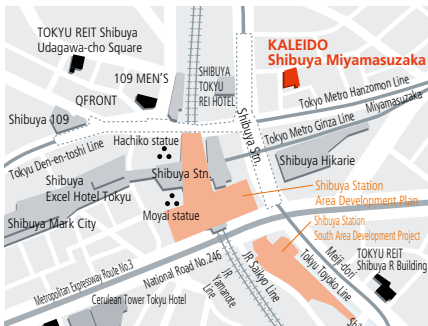 TOKYU REIT Shibuya
Udagawa-cho Square
KALEIDO
Shibuya Miyamasuzaka
109 MEN'S
SHIBUYA
TOKYU
REI HOTEL
QFRONT
Tokyo Metro Hanzomon Line
Miyamasuzaka
Shibuya 109
Shibuya Stn.
Tokyo Metro Ginza Line
Hachiko statue
Tokyu Den-en-toshi Line
Shibuya Hikarie
Shibuya
Excel Hotel Tokyu
Shibuya Stn.
Shibuya Station
Area Development Plan
Moyai statue
Shibuya Mark City
Shibuya Station
South Area Development Project
Meiji-dori
Tokyu Toyoko Line
TOKYU REIT
Shibuya R Building
Metropolitan Expressway Route No.3
National Road No.246
JR Saikyo Line
JR
Yamanote
Line
Cerulean Tower Tokyu Hotel